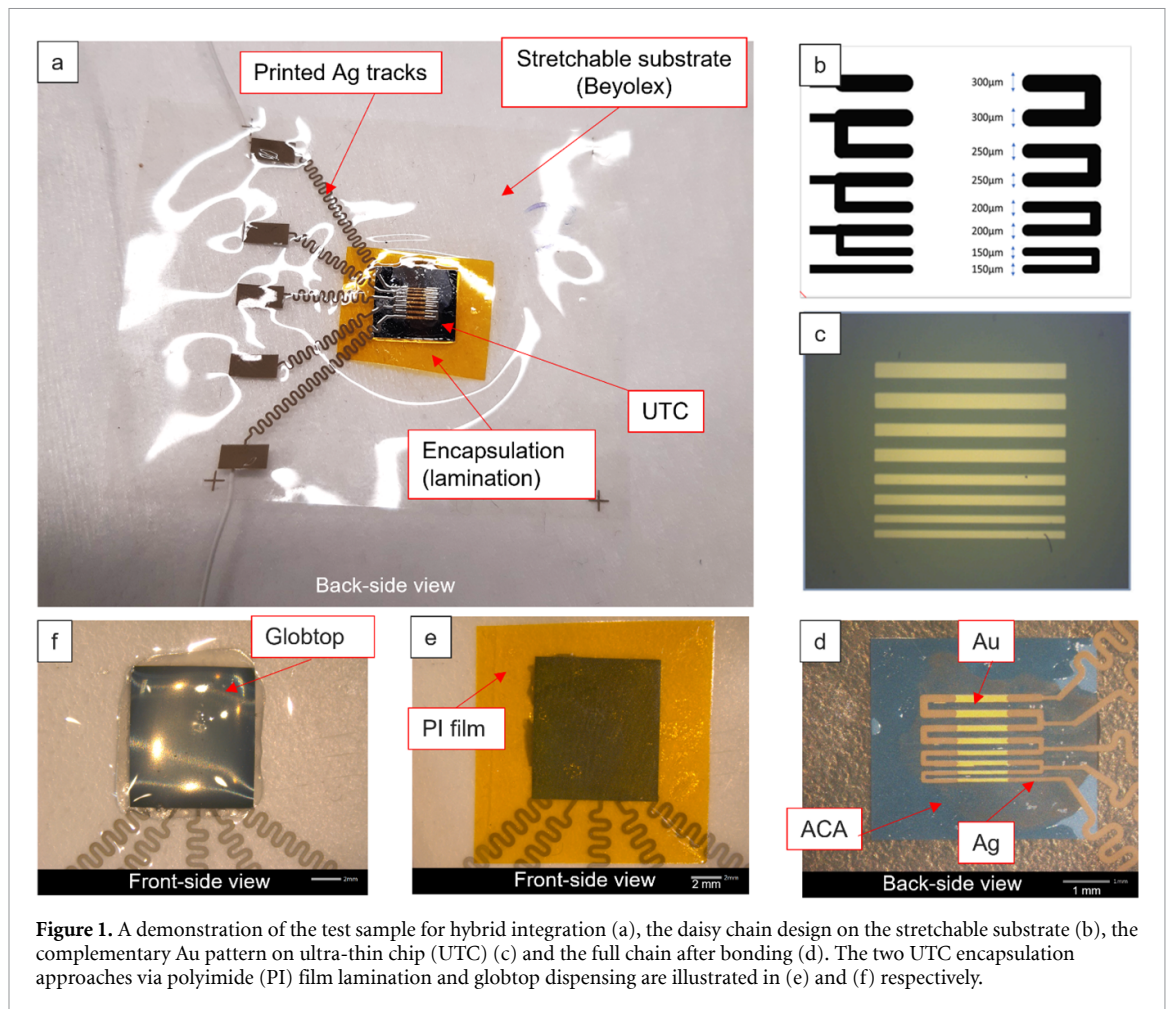 a
Printed Ag tracks
Stretchable substrate
(Beyolex)
UTC
Encapsulation
(lamination)
Back-side view
b
300µm
300µm
250µm
250µm
200µm
200µm
150µm
150µm
c
f
Globtop
Front-side view
2mm
e
PI film
Front-side view
2mm
2 mm
d
Au
ACA
Ag
Back-side view
1mm
1 mm
Figure 1. A demonstration of the test sample for hybrid integration (a), the daisy chain design on the stretchable substrate (b), the
complementary Au pattern on ultra-thin chip (UTC) (c) and the full chain after bonding (d). The two UTC encapsulation
approaches via polyimide (PI) film lamination and globtop dispensing are illustrated in (e) and (f) respectively.